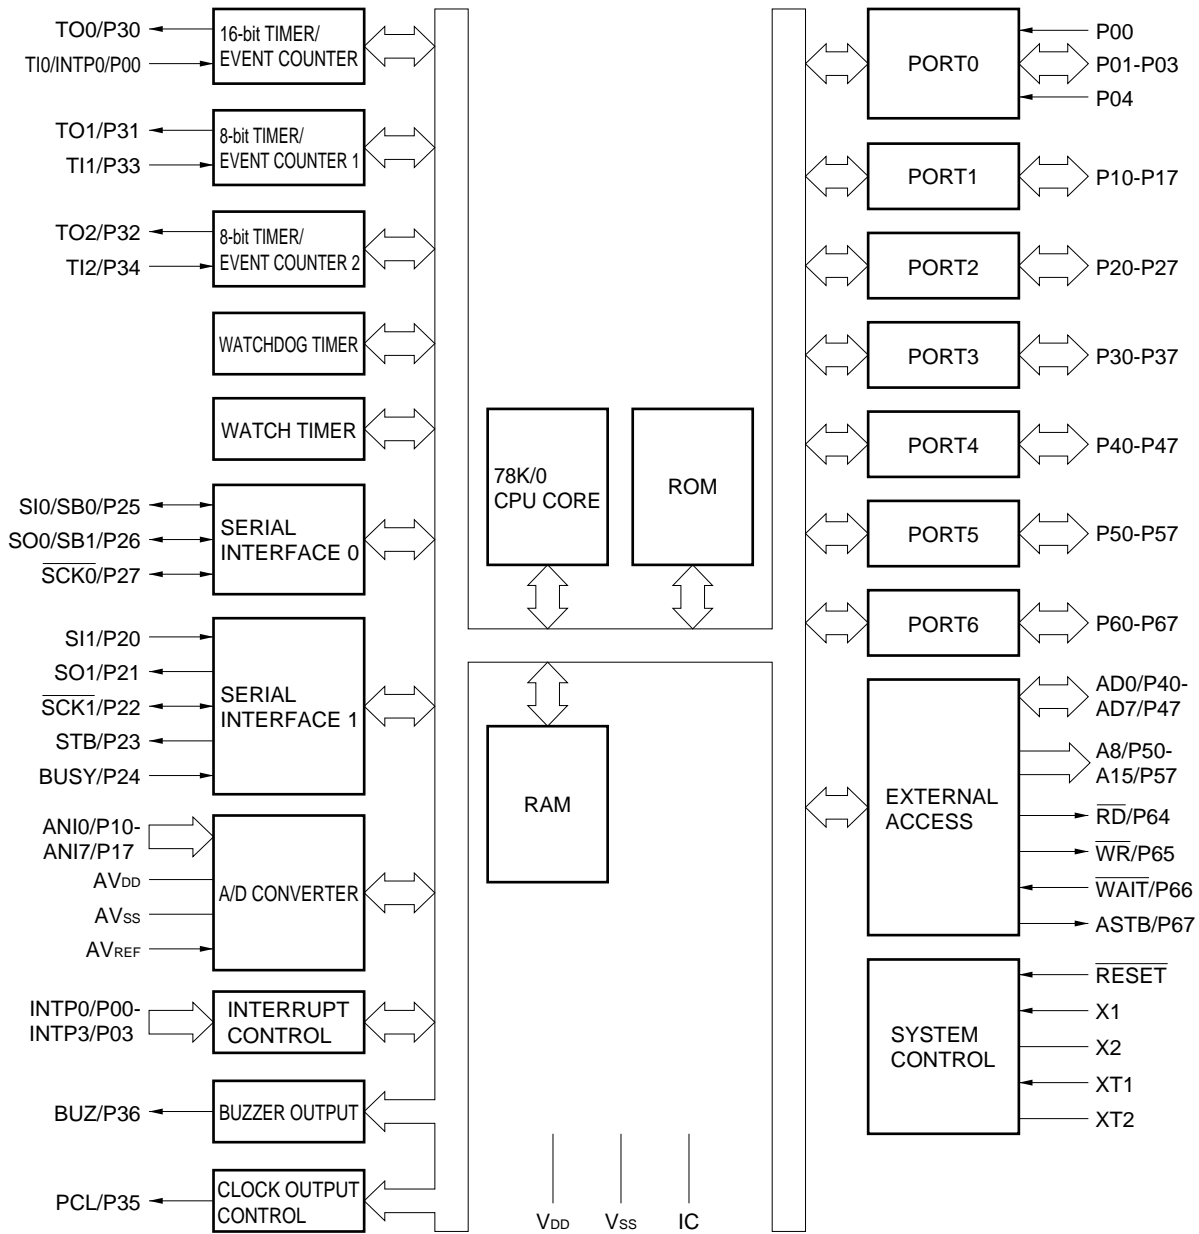 TO0/P30
TI0/INTP0/P00
16-bit TIMER/
EVENT COUNTER
TO1/P31
TI1/P33
8-bit TIMER/
EVENT COUNTER 1
TO2/P32
TI2/P34
8-bit TIMER/
EVENT COUNTER 2
WATCHDOG TIMER
WATCH TIMER
SI0/SB0/P25
SO0/SB1/P26
SCK0/P27
SERIAL
INTERFACE 0
SI1/P20
SO1/P21
SCK1/P22
STB/P23
BUSY/P24
SERIAL
INTERFACE 1
ANI0/P10-
ANI7/P17
AVDD
AVSS
AVREF
A/D CONVERTER
INTP0/P00-
INTP3/P03
INTERRUPT
CONTROL
BUZ/P36
BUZZER OUTPUT
PCL/P35
CLOCK OUTPUT
CONTROL
78K/0
CPU CORE
ROM
RAM
VDD
VSS
IC
PORT0
P00
P01-P03
P04
PORT1
P10-P17
PORT2
P20-P27
PORT3
P30-P37
PORT4
P40-P47
PORT5
P50-P57
PORT6
P60-P67
EXTERNAL
ACCESS
AD0/P40-
AD7/P47
A8/P50-
A15/P57
RD/P64
WR/P65
WAIT/P66
ASTB/P67
SYSTEM
CONTROL
RESET
X1
X2
XT1
XT2